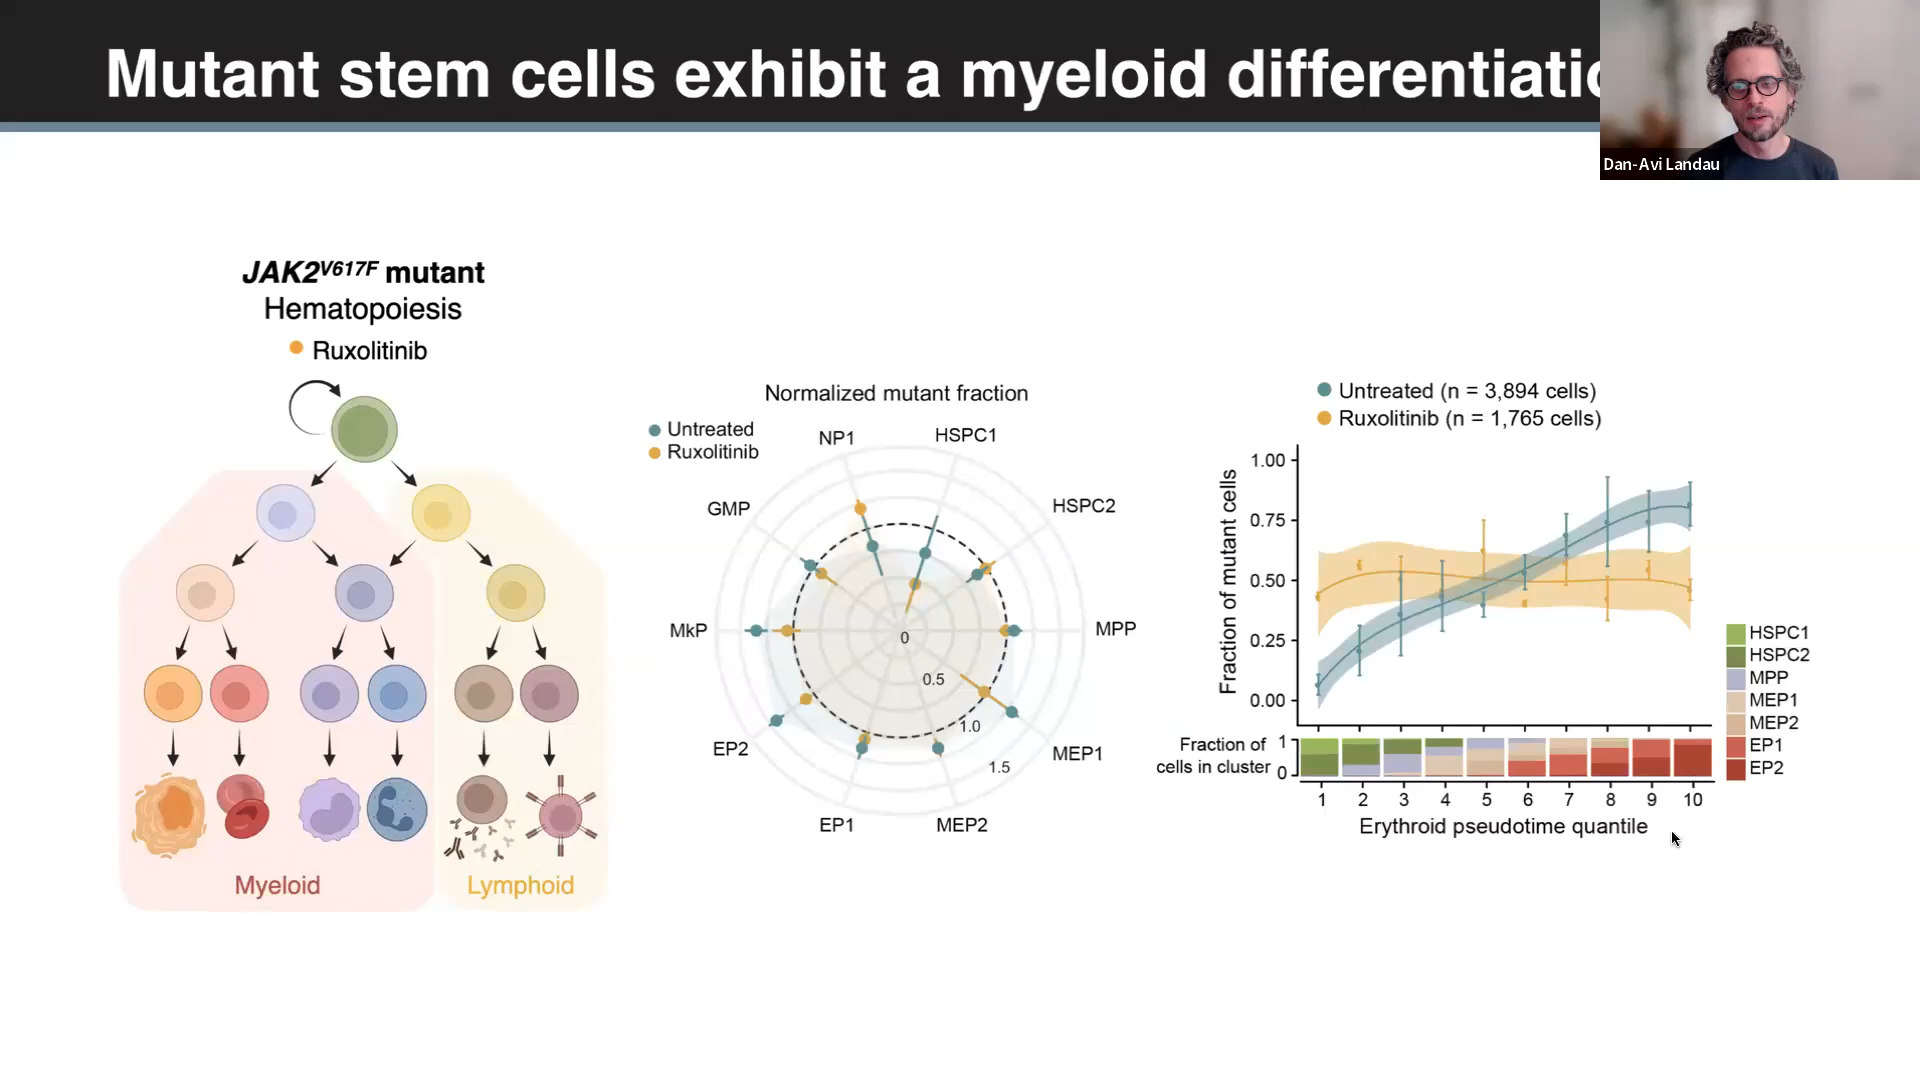 Mutant stem cells exhibit a myeloid
Dan-Avi Landau
JAK2V617F mutant
Hematopoiesis
Ruxolitinib
Myeloid
Lymphoid
Normalized mutant fraction
Untreated
Ruxolitinib
NP1
HSPC1
GMP
HSPC2
MkP
MPP
0
0.5
1.0
1.5
EP2
MEP1
EP1
MEP2
Untreated (n = 3,894 cells)
Ruxolitinib (n = 1,765 cells)
Fraction of mutant cells
1.00
0.75
0.50
0.25
0.00
Fraction of
cells in cluster
1
0
1 2 3 4 5 6 7 8 9 10
Erythroid pseudotime quantile
HSPC1
HSPC2
MPP
MEP1
MEP2
EP1
EP2